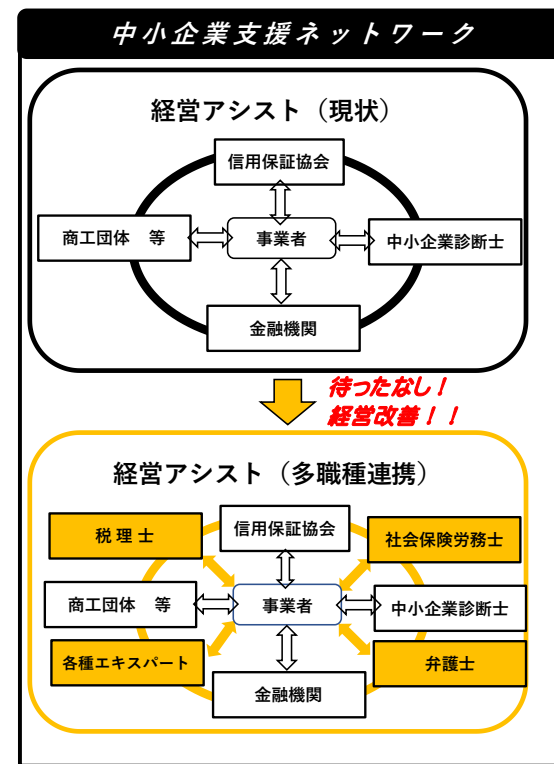 中小企業支援ネットワーク
経営アシスト（現状）
信用保証協会
商工団体　等
事業者
中小企業診断士
金融機関
待ったなし！
経営改善！！
経営アシスト（多職種連携）
税理士
信用保証協会
社会保険労務士
商工団体　等
事業者
中小企業診断士
各種エキスパート
弁護士
金融機関